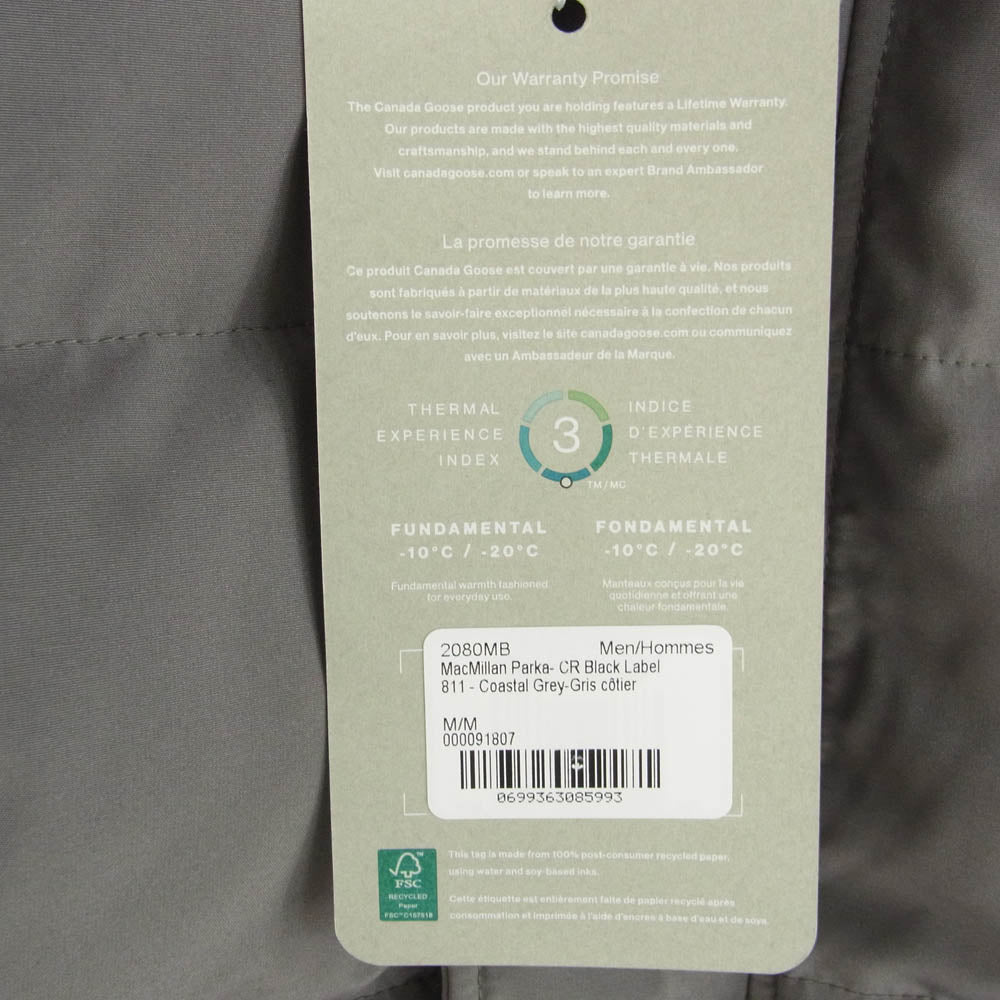 Our Warranty Promise
The Canada Goose product you are holding features a Lifetime Warranty.
Our products are made with the highest quality materials and
craftsmanship, and we stand behind each and every one.
Visit canadagoose.com or speak to an expert Brand Ambassador
to learn more.
La promesse de notre garantie
Ce produit Canada Goose est couvert par une garantie à vie. Nos produits
sont fabriqués à partir de matériaux de la plus haute qualité, et nous
soutenons le savoir-faire exceptionnel nécessaire à la confection de chacun
d'eux. Pour en savoir plus, visitez le site canadagoose.com ou communiquez
avec un Ambassadeur de la Marque.
THERMAL
EXPERIENCE
INDEX
3
INDICE
D'EXPÉRIENCE
THERMALE
TM/MC
FUNDAMENTAL
-10°C / -20°C
Fundamental warmth fashioned
for everyday use.
FONDAMENTAL
-10°C / -20°C
Manteaux conçus pour la vie
quotidienne et offrant une
chaleur fondamentale.
2080MB Men/Hommes
MacMillan Parka- CR Black Label
811 - Coastal Grey-Gris côtier
M/M
000091807
0699363085993
FSC
RECYCLED
Paper
FSC™ C157518
This tag is made from 100% post-consumer recycled paper,
using water and soy-based inks.
Cette étiquette est entièrement faite de papier recyclé après
consommation et imprimée à l'aide d'encres à base d'eau et de soya.